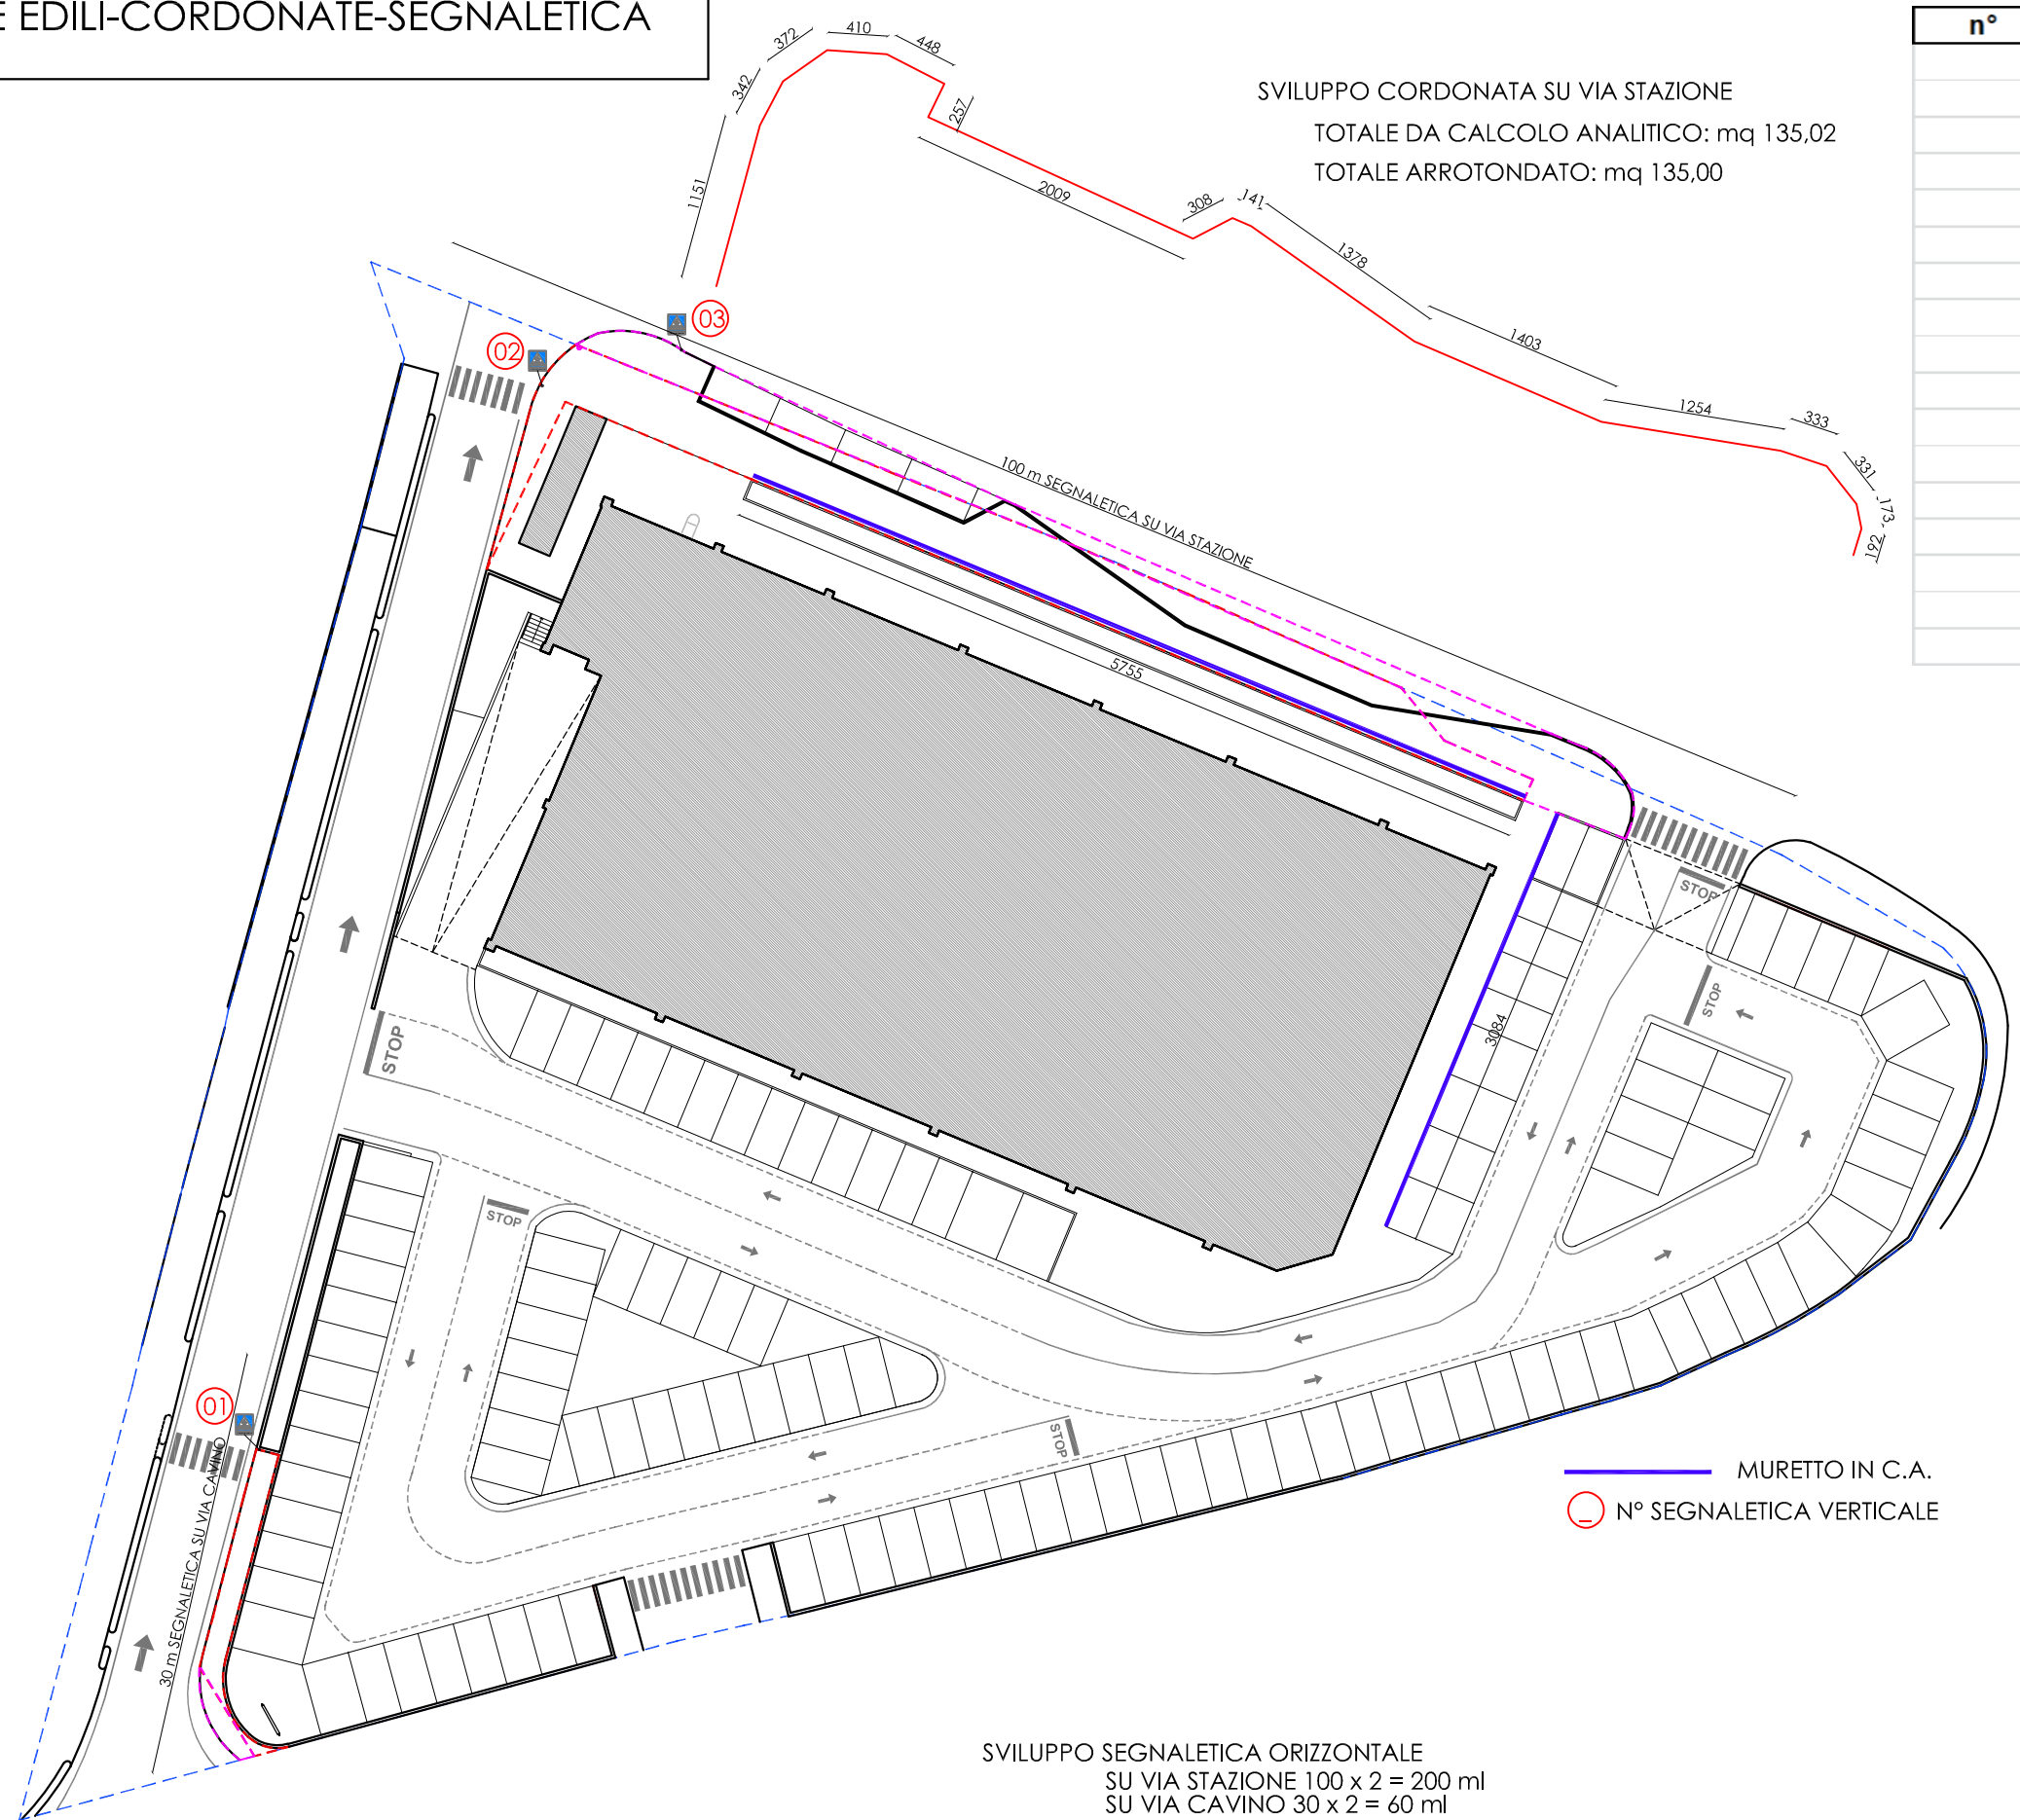 E EDILI-CORDONATE-SEGNALETICA
n°
372
410
448
342
257
1151
2009
308
141
1378
1403
1254
333
331
173
192
SVILUPPO CORDONATA SU VIA STAZIONE
TOTALE DA CALCOLO ANALITICO: mq 135,02
TOTALE ARROTONDATO: mq 135,00
03
02
100 m SEGNALETICA SU VIA STAZIONE
5755
STOP
STOP
3084
STOP
STOP
STOP
01
30 m SEGNALETICA SU VIA CAVINO
MURETTO IN C.A.
N° SEGNALETICA VERTICALE
SVILUPPO SEGNALETICA ORIZZONTALE
SU VIA STAZIONE 100 x 2 = 200 ml
SU VIA CAVINO 30 x 2 = 60 ml